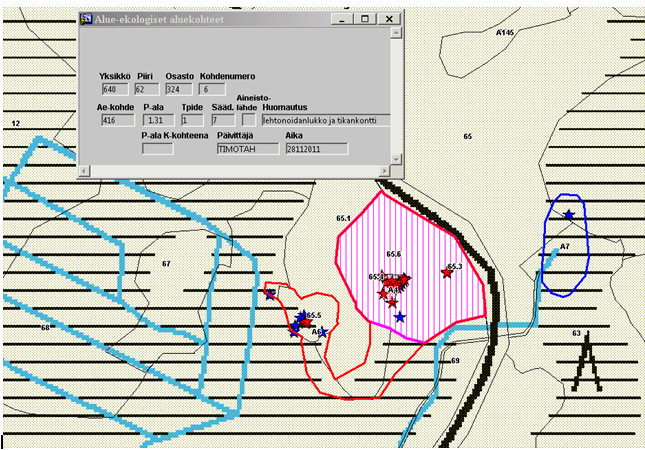 Alue-ekologiset aluekohteet
Yksikkö Piiri Osasto Kohdenumero
640 62 324 6
Aineisto-
Ae-kohde P-ala Tpide Sääd. lähde Huomautus
416 1.31 1 7 lehtonoidanlukko ja tikankontti
P-ala K-kohteena Päivittäjä Aika
TIMOTAH 28112011
A145
12
65
65.1
A7
65.6
67
65.3
65.5
68
63
69